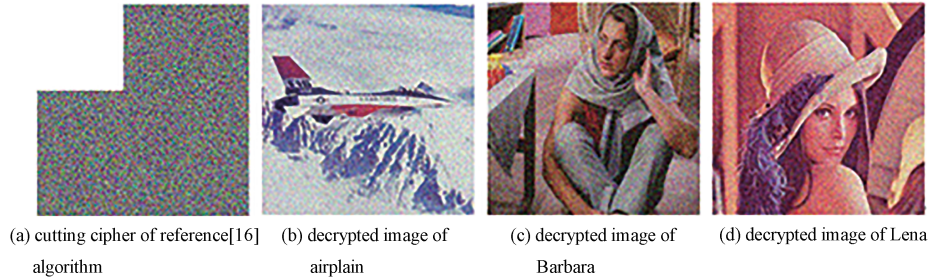 (a) cutting cipher of reference[16]
algorithm
(b) decrypted image of
airplain
(c) decrypted image of
Barbara
(d) decrypted image of Lena